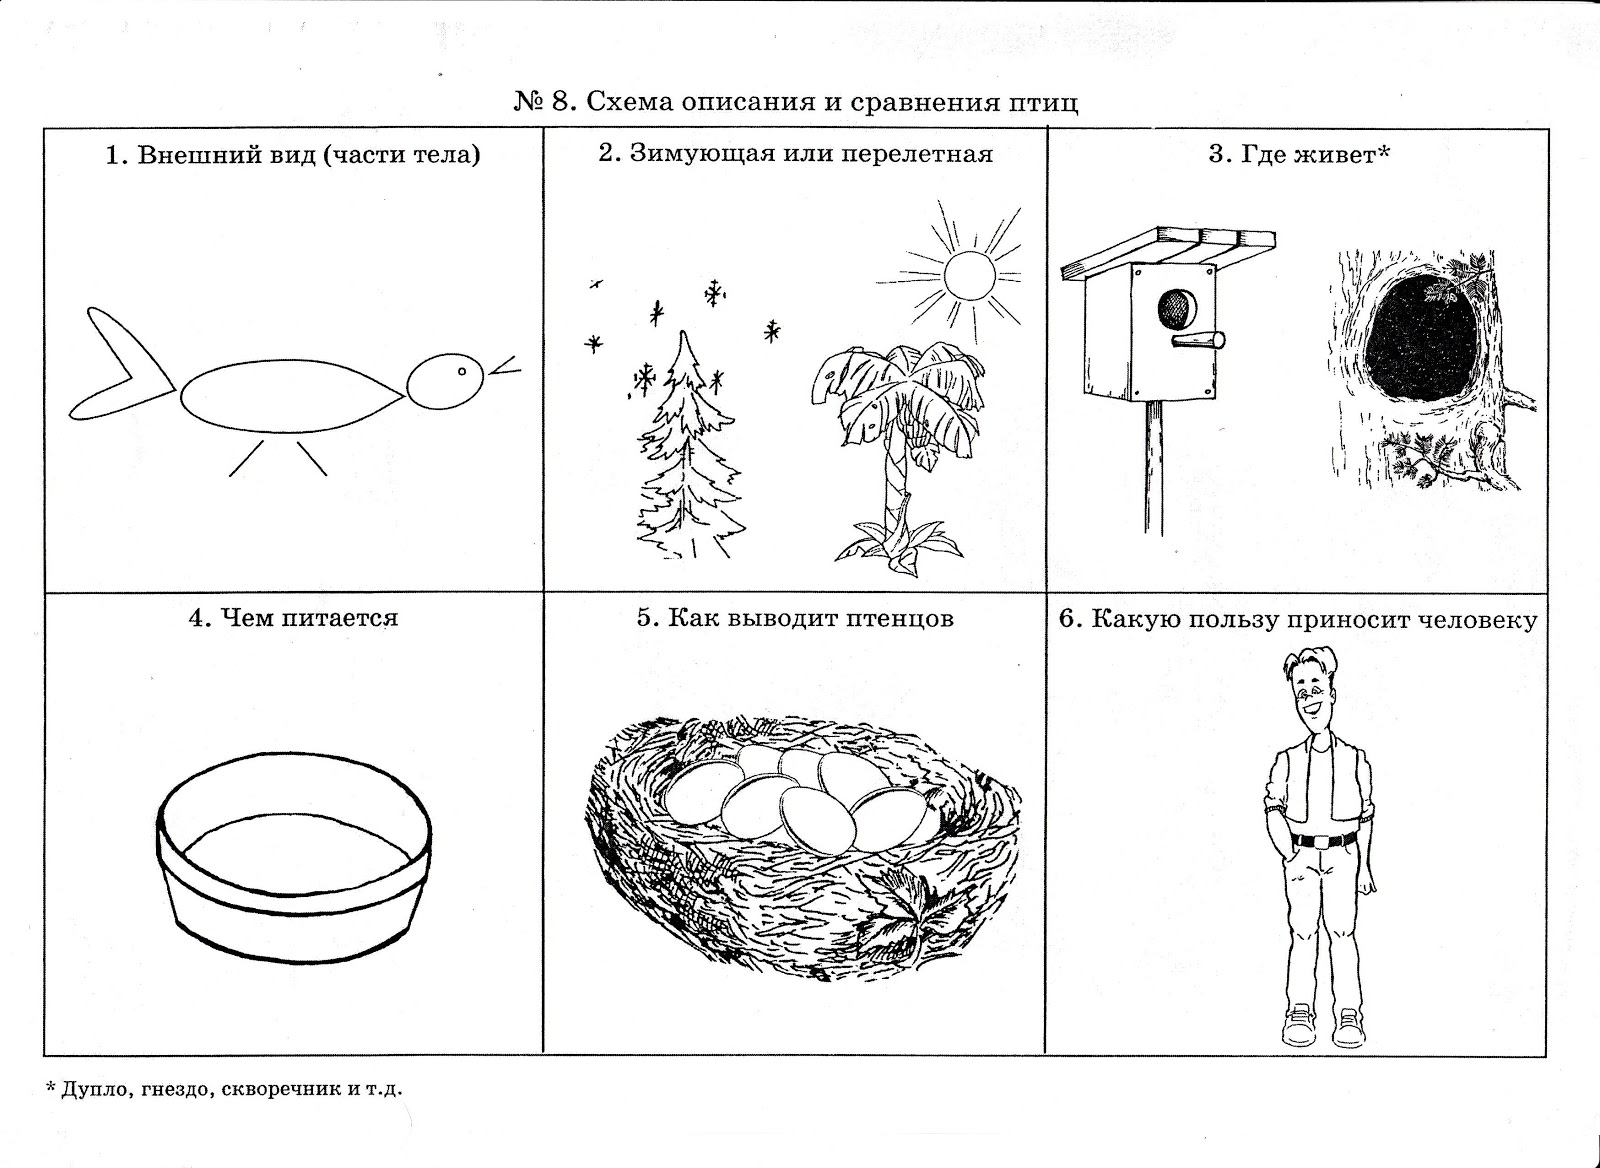 № 8. Схема описания и сравнения птиц
1. Внешний вид (части тела)
2. Зимующая или перелетная
3. Где живет*
4. Чем питается
5. Как выводит птенцов
6. Какую пользу приносит человеку
* Дупло, гнездо, скворечник и т.д.